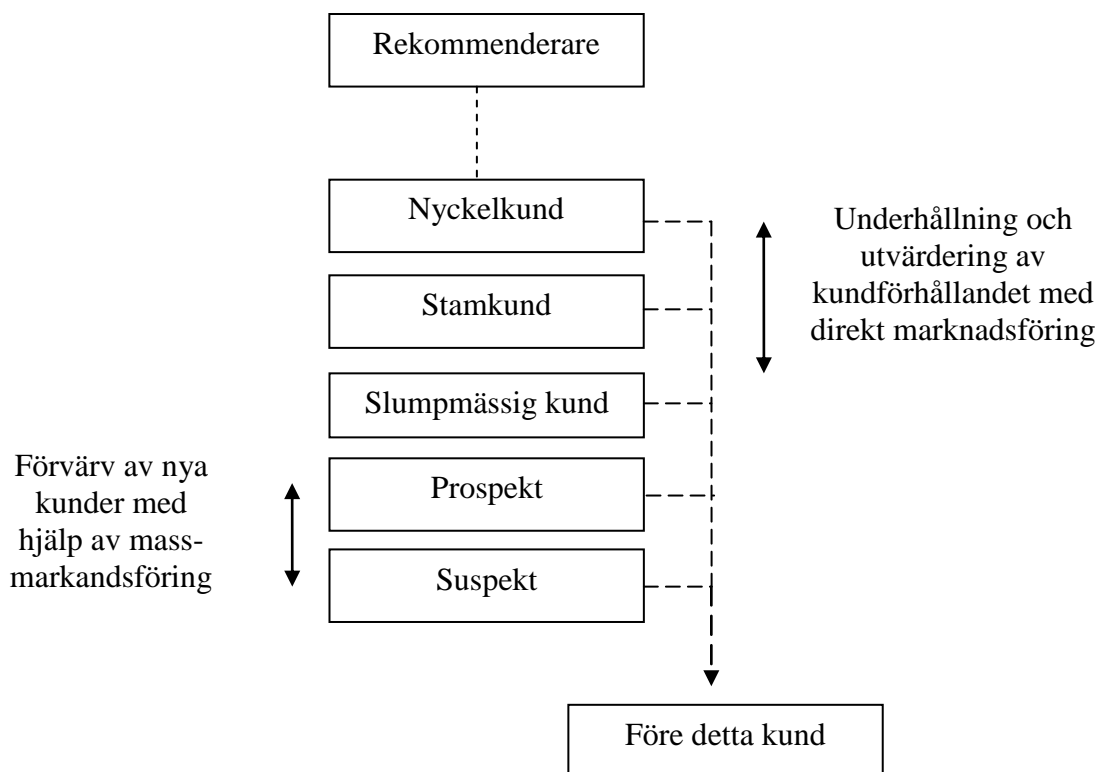 Rekommenderare
Nyckelkund
Underhållning och
utvärdering av
kundförhållandet med
direkt marknadsföring
Stamkund
Slumpmässig kund
Förvärv av nya
kunder med
hjälp av mass-
markandsföring
Prospekt
Suspekt
Före detta kund